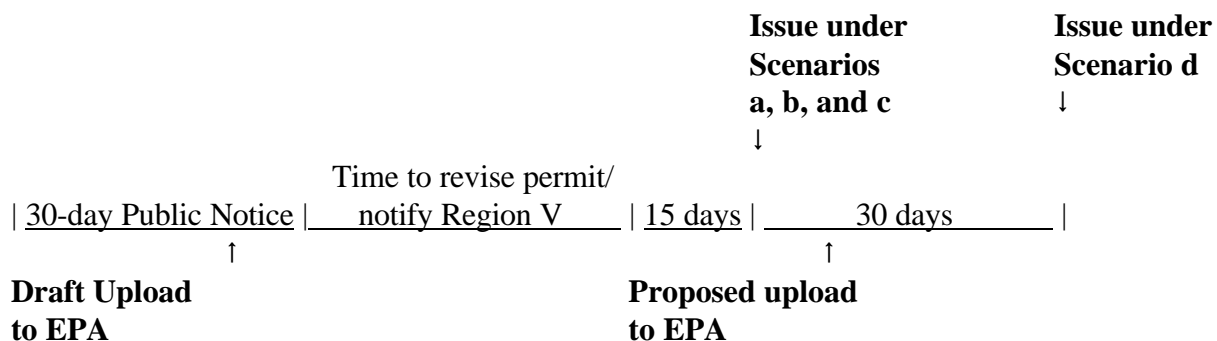 Issue under Issue under
Scenarios Scenario d
a, b, and c ↓
↓
Time to revise permit/
| 30-day Public Notice | notify Region V | 15 days | 30 days |
↑ ↑
Draft Upload Proposed upload
to EPA to EPA